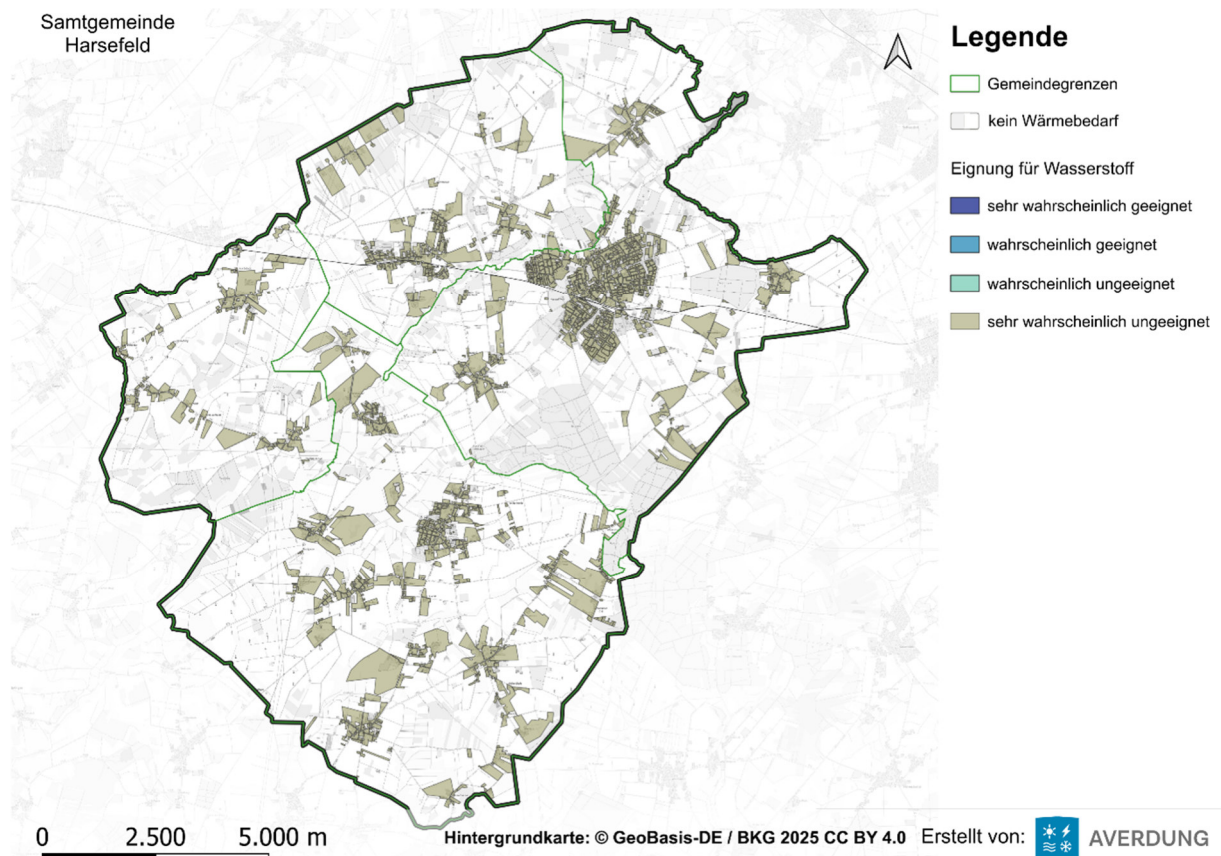 Samtgemeinde
Harsefeld
Legende
Gemeindegrenzen
kein Wärmebedarf
Eignung für Wasserstoff
sehr wahrscheinlich geeignet
wahrscheinlich geeignet
wahrscheinlich ungeeignet
sehr wahrscheinlich ungeeignet
0 2.500 5.000 m
Hintergrundkarte: © GeoBasis-DE / BKG 2025 CC BY 4.0
Erstellt von: AVERDUNG